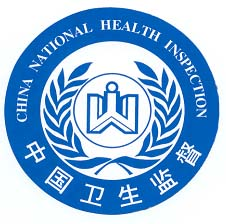 CHINA NATIONAL HEALTH INSPECTION
中国卫生监督